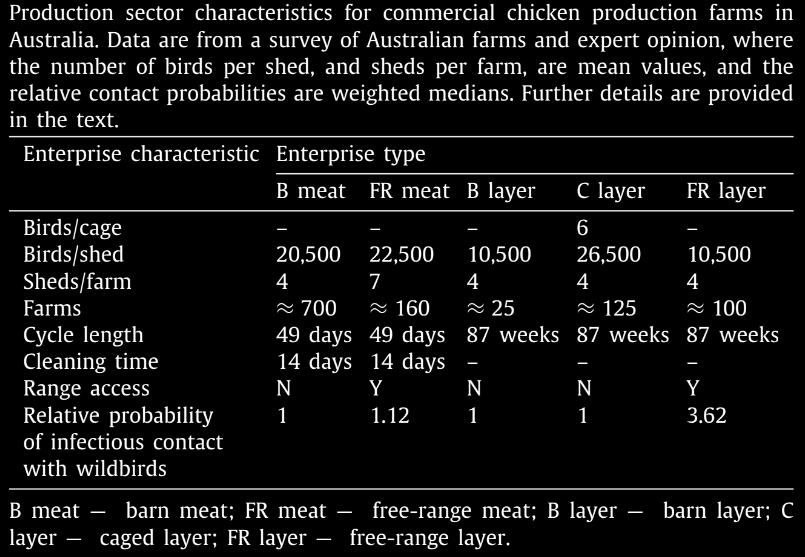 Production sector characteristics for commercial chicken production farms in
Australia. Data are from a survey of Australian farms and expert opinion, where
the number of birds per shed, and sheds per farm, are mean values, and the
relative contact probabilities are weighted medians. Further details are provided
in the text.
Enterprise characteristic Enterprise type
B meat FR meat B layer C layer FR layer
Birds/cage – – – 6 –
Birds/shed 20,500 22,500 10,500 26,500 10,500
Sheds/farm 4 7 4 4 4
Farms ≈ 700 ≈ 160 ≈ 25 ≈ 125 ≈ 100
Cycle length 49 days 49 days 87 weeks 87 weeks 87 weeks
Cleaning time 14 days 14 days – – –
Range access N Y N N Y
Relative probability 1 1.12 1 1 3.62
of infectious contact
with wildbirds
B meat — barn meat; FR meat — free-range meat; B layer — barn layer; C
layer — caged layer; FR layer — free-range layer.